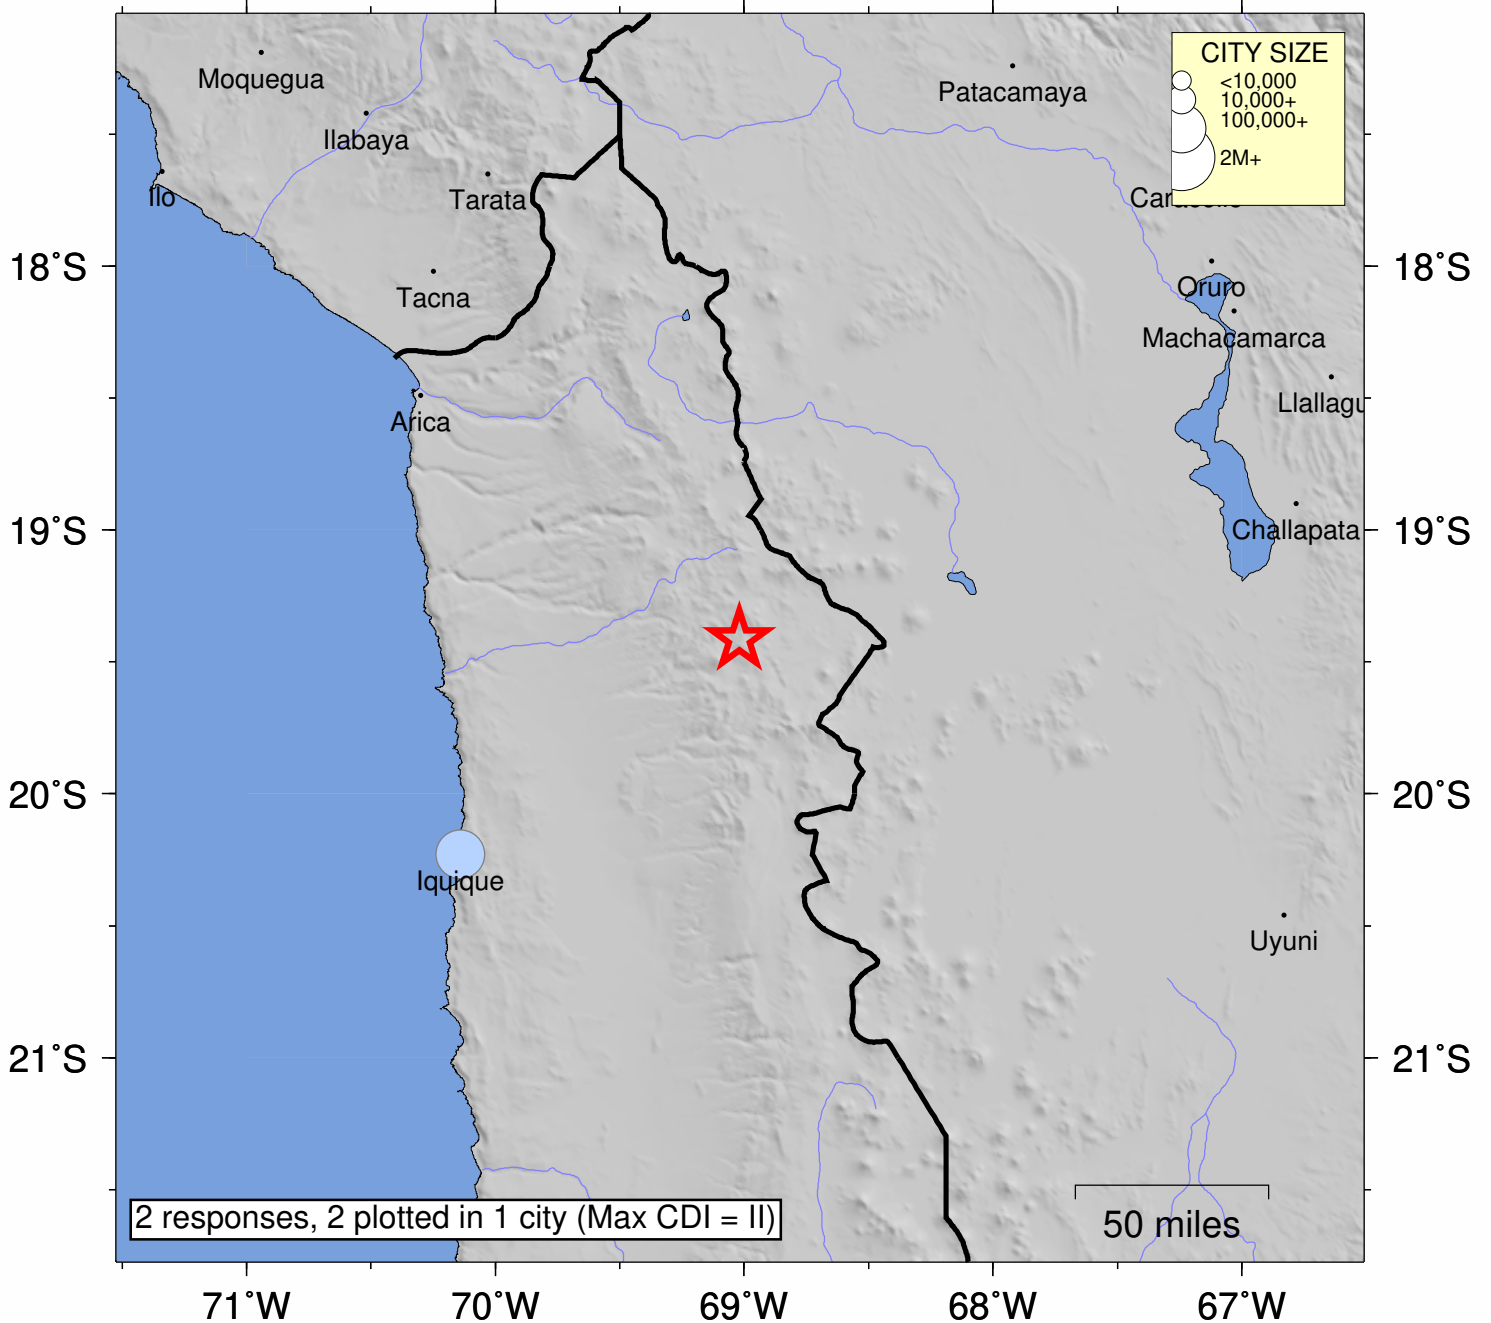 Moquegua
Patacamaya
CITY SIZE
<10,000
10,000+
100,000+
2M+
Ilabaya
Ilo
Tarata
18°S
18°S
Tacna
Oruro
Machacamarca
Arica
Llallagu
19°S
19°S
Challapata
20°S
20°S
Iquique
Uyuni
21°S
21°S
2 responses, 2 plotted in 1 city (Max CDI = II)
50 miles
71°W
70°W
69°W
68°W
67°W